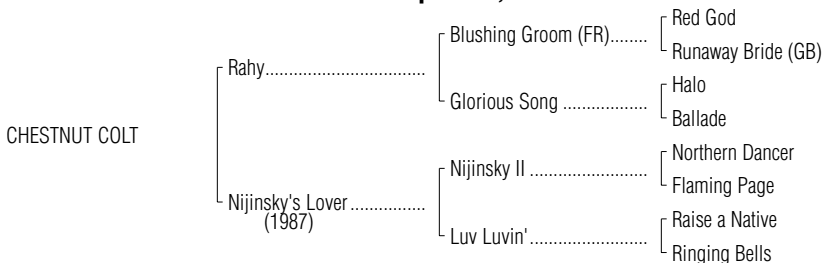 Red God
Blushing Groom (FR)........
Runaway Bride (GB)
Rahy................................
Halo
Glorious Song ..................
Ballade
CHESTNUT COLT
Northern Dancer
Nijinsky II .........................
Flaming Page
Nijinsky's Lover ................
(1987)
Raise a Native
Luv Luvin'.........................
Ringing Bells